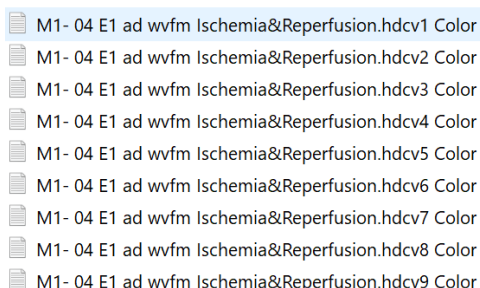 M1- 04 E1 ad wvfm Ischemia&Reperfusion.hdcv1 Color
M1- 04 E1 ad wvfm Ischemia&Reperfusion.hdcv2 Color
M1- 04 E1 ad wvfm Ischemia&Reperfusion.hdcv3 Color
M1- 04 E1 ad wvfm Ischemia&Reperfusion.hdcv4 Color
M1- 04 E1 ad wvfm Ischemia&Reperfusion.hdcv5 Color
M1- 04 E1 ad wvfm Ischemia&Reperfusion.hdcv6 Color
M1- 04 E1 ad wvfm Ischemia&Reperfusion.hdcv7 Color
M1- 04 E1 ad wvfm Ischemia&Reperfusion.hdcv8 Color
M1- 04 E1 ad wvfm Ischemia&Reperfusion.hdcv9 Color